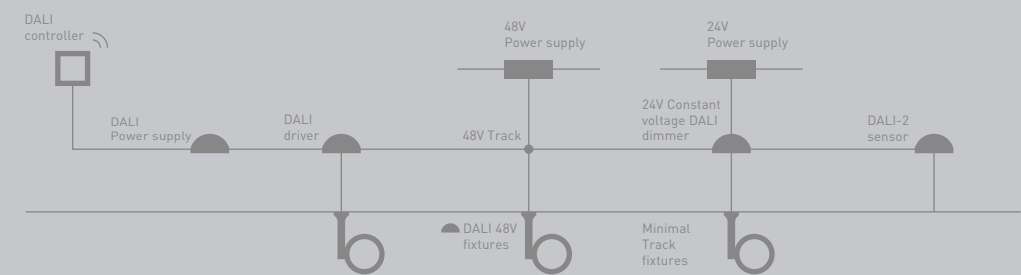 DALI
controller
DALI
Power supply
DALI
driver
48V
Power supply
48V Track
24V
Power supply
24V Constant
voltage DALI
dimmer
DALI-2
sensor
DALI 48V
fixtures
Minimal
Track
fixtures